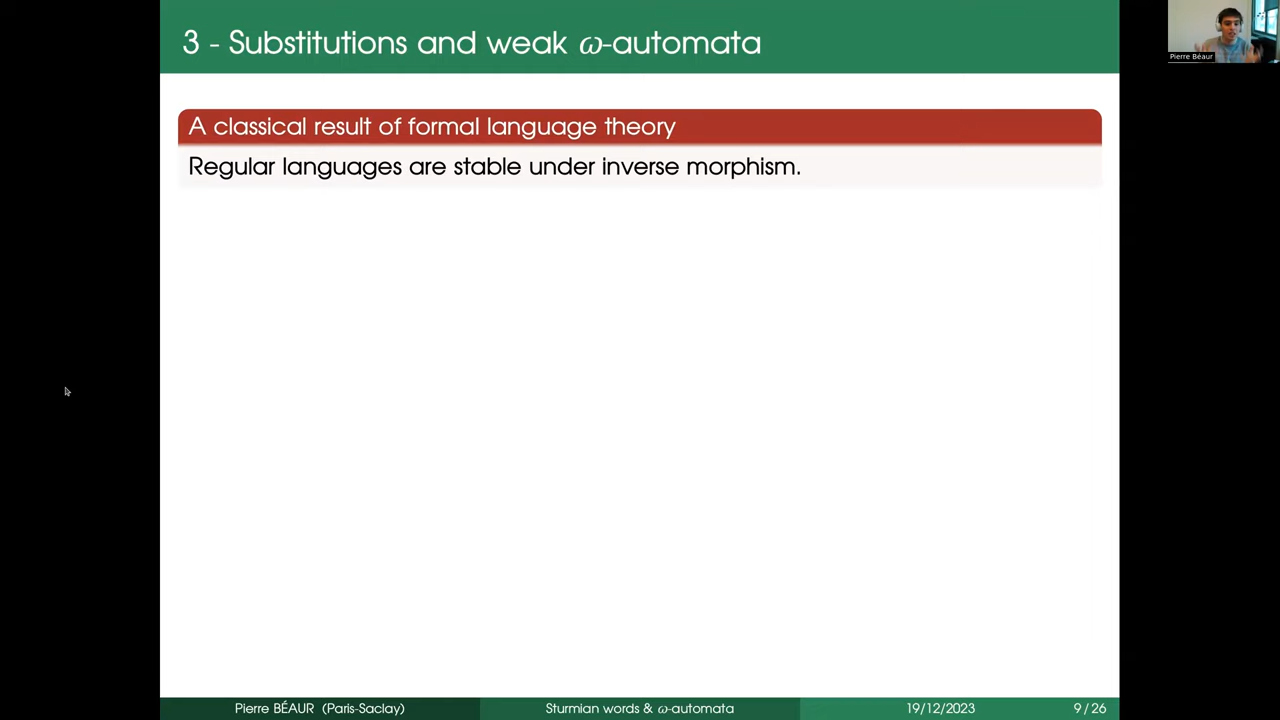 3 - Substitutions and weak ω-automata
Pierre Béaur
A classical result of formal language theory
Regular languages are stable under inverse morphism.
Pierre BÉAUR (Paris-Saclay)
Sturmian words & ω-automata
19/12/2023
9 / 26